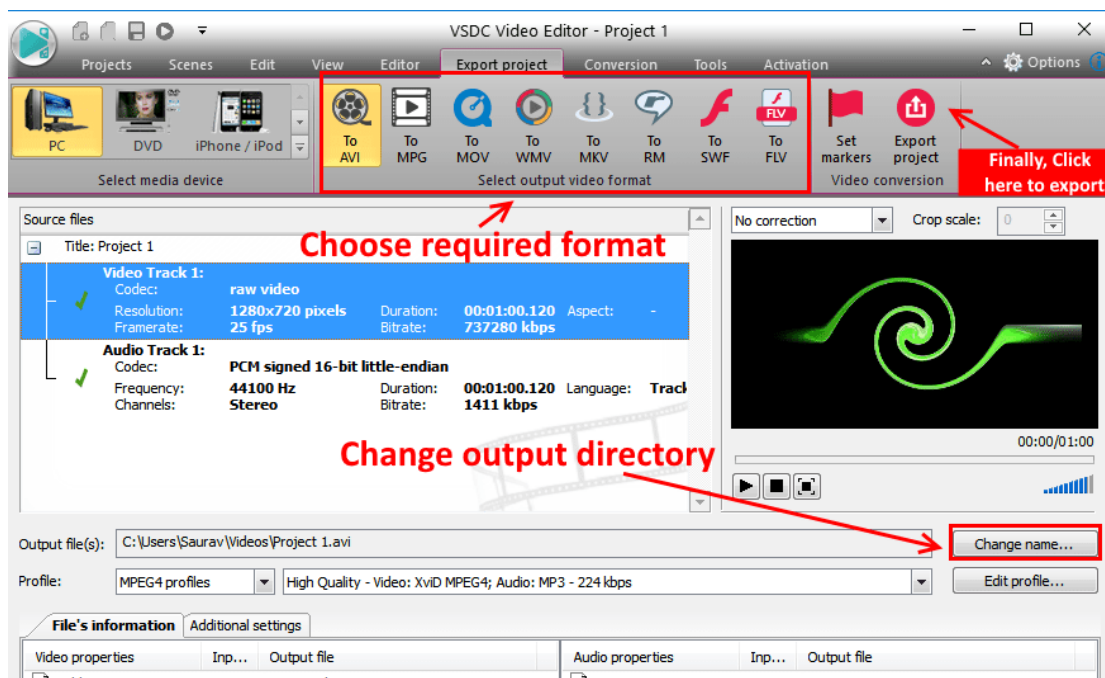 VSDC Video Editor - Project 1
Projects Scenes Edit View Editor Export project Conversion Tools Activation Options
PC DVD iPhone / iPod To AVI To MPG To MOV To WMV To MKV To RM To SWF To FLV Set markers Export project
FLV
Select media device Select output video format Video conversion
Finally, Click
here to export
Choose required format
Source files
Title: Project 1
Video Track 1:
Codec: raw video
Resolution: 1280x720 pixels Duration: 00:01:00.120 Aspect: -
Framerate: 25 fps Bitrate: 737280 kbps
Audio Track 1:
Codec: PCM signed 16-bit little-endian
Frequency: 44100 Hz Duration: 00:01:00.120 Language: Track
Channels: Stereo Bitrate: 1411 kbps
No correction Crop scale: 0
00:00/01:00
Change output directory
Output file(s): C:\Users\Saurav\Videos\Project 1.avi Change name...
Profile: MPEG4 profiles High Quality - Video: XviD MPEG4; Audio: MP3 - 224 kbps Edit profile...
File's information Additional settings
Video properties Inp... Output file Audio properties Inp... Output file